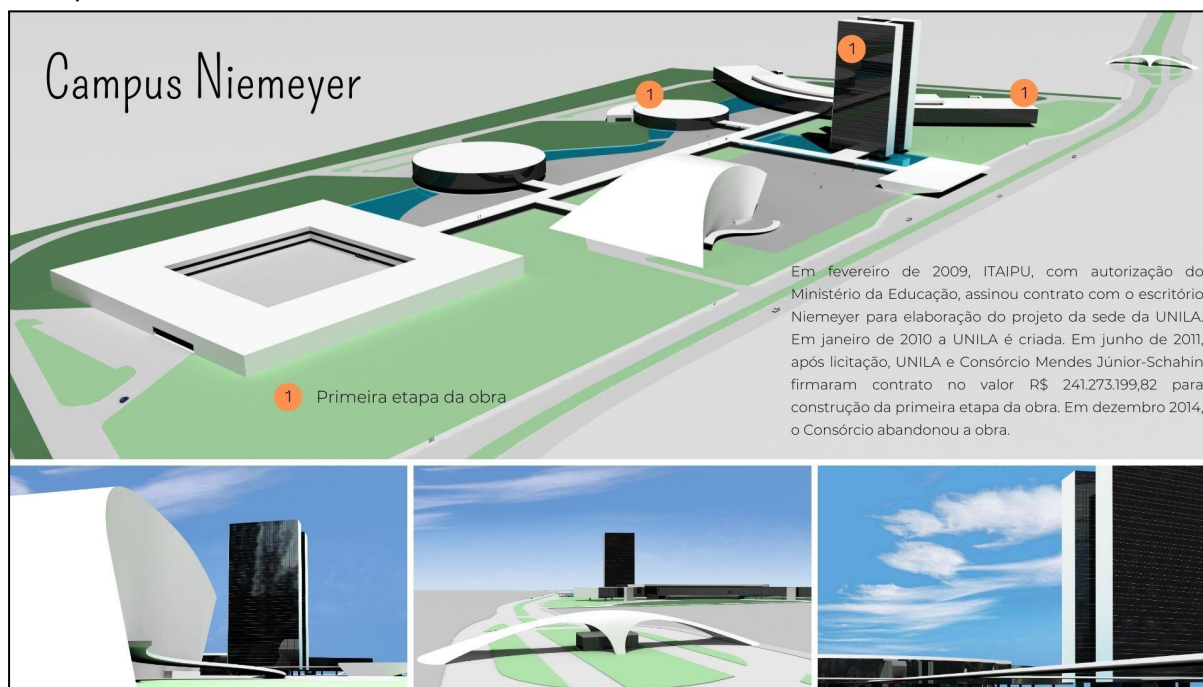 Campus Niemeyer
1
1
1
Em fevereiro de 2009, ITAIPU, com autorização do
Ministério da Educação, assinou contrato com o escritório
Niemeyer para elaboração do projeto da sede da UNILA.
Em janeiro de 2010 a UNILA é criada. Em junho de 2011,
após licitação, UNILA e Consórcio Mendes Júnior-Schahin
firmaram contrato no valor R$ 241.273.199,82 para
construção da primeira etapa da obra. Em dezembro 2014,
o Consórcio abandonou a obra.
1 Primeira etapa da obra